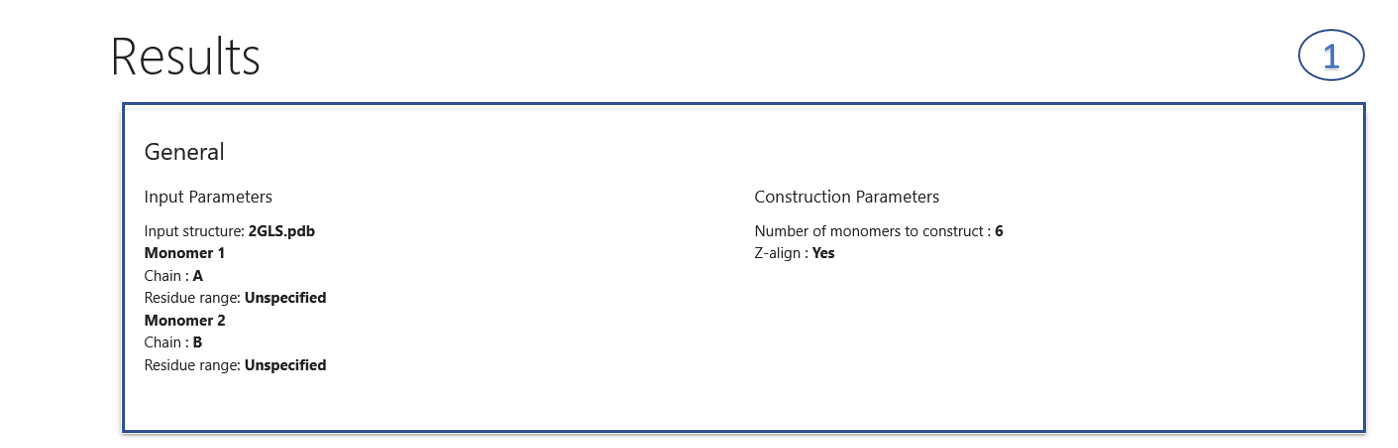 Results
1
General
Input Parameters
Input structure: 2GLS.pdb
Monomer 1
Chain : A
Residue range: Unspecified
Monomer 2
Chain : B
Residue range: Unspecified
Construction Parameters
Number of monomers to construct : 6
Z-align : Yes